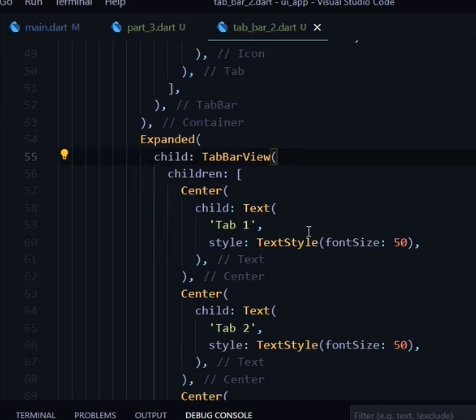 Go Run Terminal Help tab_bar_2.dart - ui_app - Visual Studio Code
main.dart M part_3.dart U tab_bar_2.dart U ×
49 ), // Icon
50 ), // Tab
51 ],
52 ), // TabBar
53 ), // Container
54 Expanded(
55 child: TabBarView(
56 children: [
57 Center(
58 child: Text(
59 'Tab 1',
60 style: TextStyle(fontSize: 50),
61 ), // Text
62 ), // Center
63 Center(
64 child: Text(
65 'Tab 2',
66 style: TextStyle(fontSize: 50),
67 ), // Text
68 ), // Center
69 Center(
TERMINAL PROBLEMS OUTPUT DEBUG CONSOLE Filter (e.g. text, !exclude)